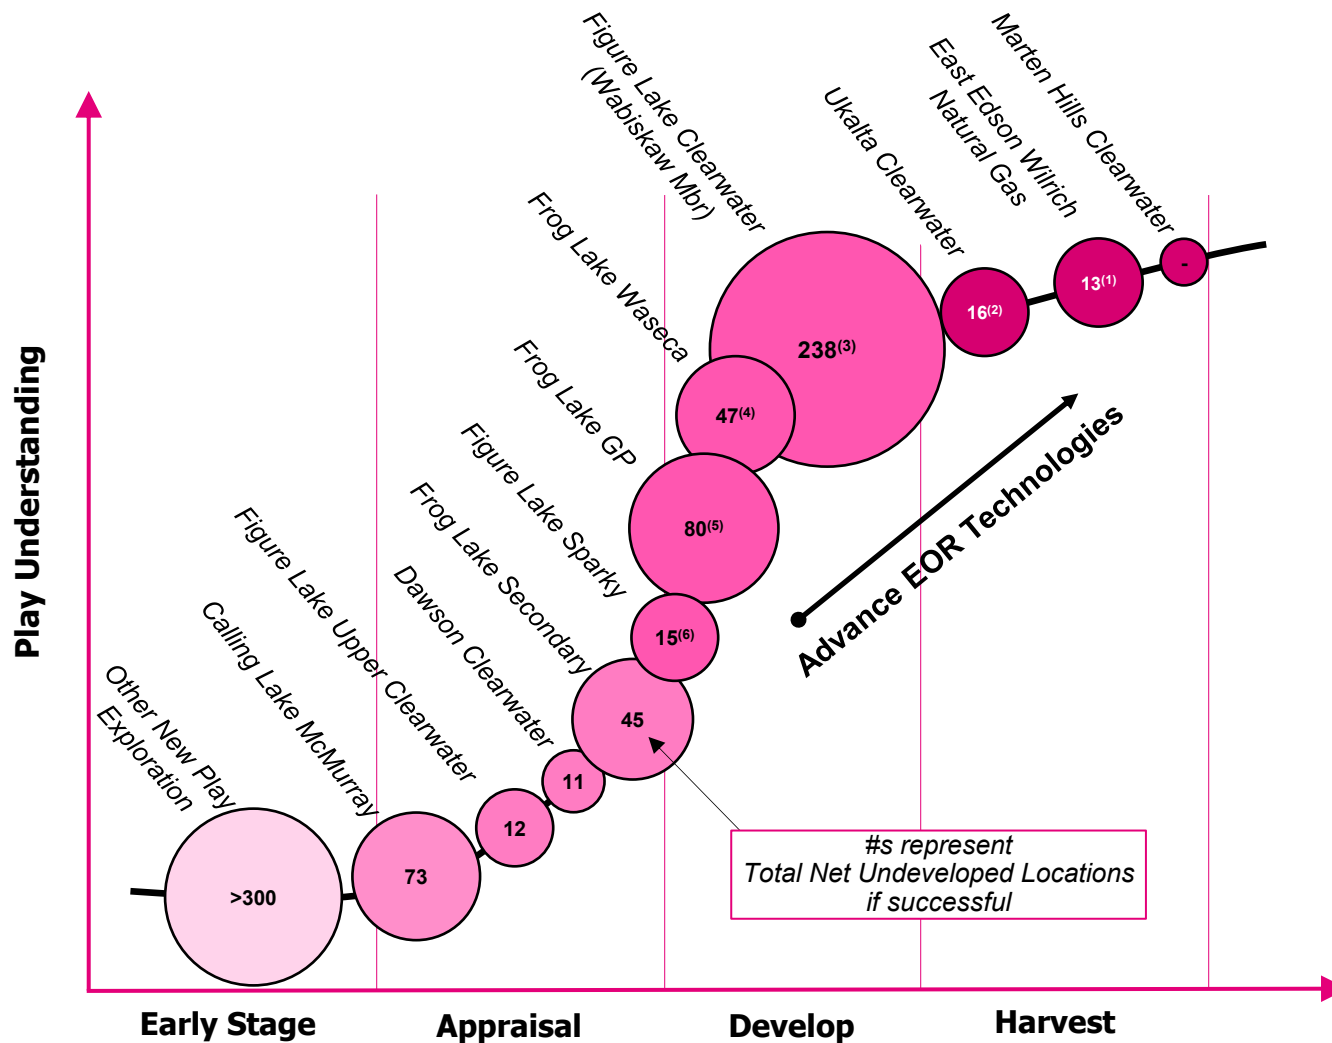 Figure Lake Clearwater
(Wabiskaw Mbr)
Marten Hills Clearwater
East Edson Wilrich
Natural Gas
Ukalta Clearwater
Frog Lake Waseca
Frog Lake GP
Figure Lake Sparky
Frog Lake Secondary
Dawson Clearwater
Figure Lake Upper Clearwater
Calling Lake McMurray
Other New Play
Exploration
Play Understanding
-
13(1)
16(2)
238(3)
47(4)
80(5)
15(6)
45
11
12
73
>300
Advance EOR Technologies
#s represent
Total Net Undeveloped Locations
if successful
Early Stage
Appraisal
Develop
Harvest